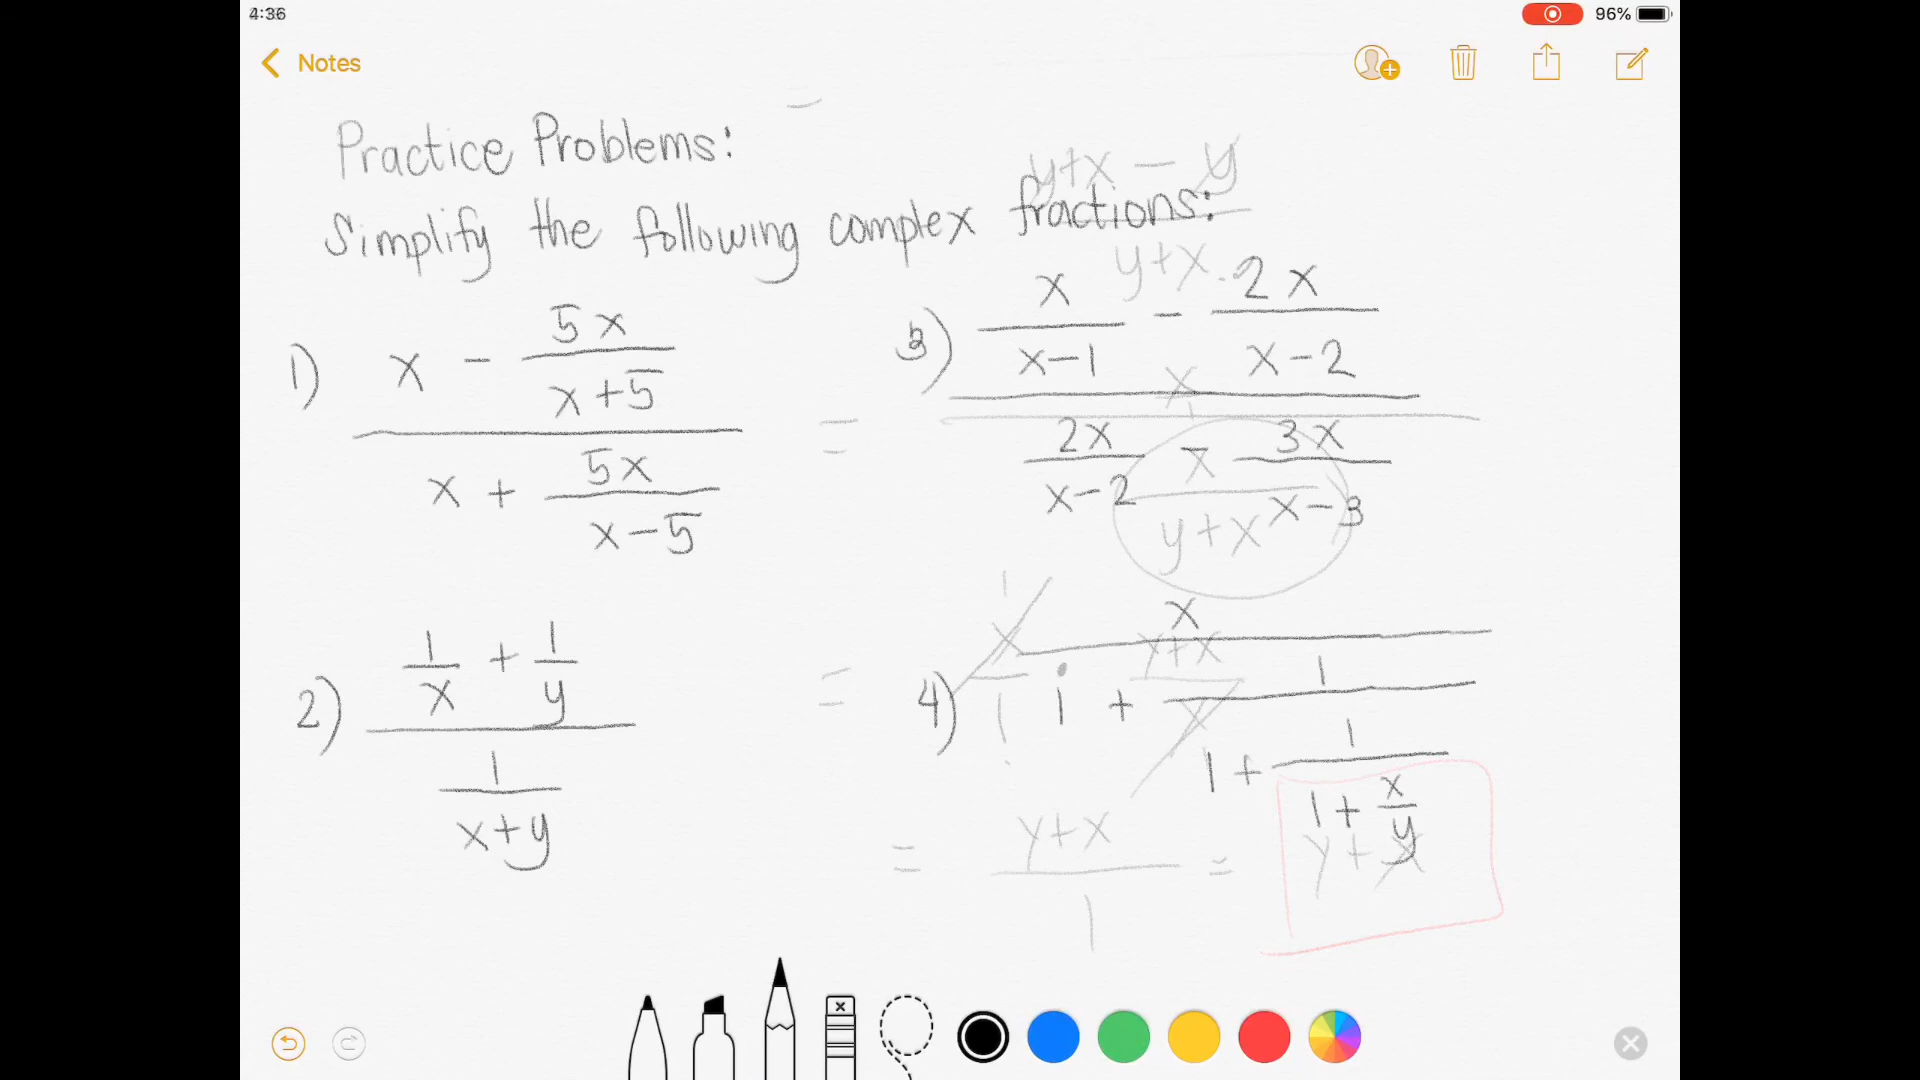 4:36
96%
Notes
Practice Problems:
Simplify the following complex fractions:
1) x - 5x
x+5
x + 5x
x-5
2) 1 + 1
x y
1
x+y
3) x - 2x
x-1 x-2
2x - 3x
x-2 x-3
4) x
1 + 1
1 + 1
1 + x
y
y+x - y
y+x
x
y+x
y+x
x
= y+x =
1
y+x